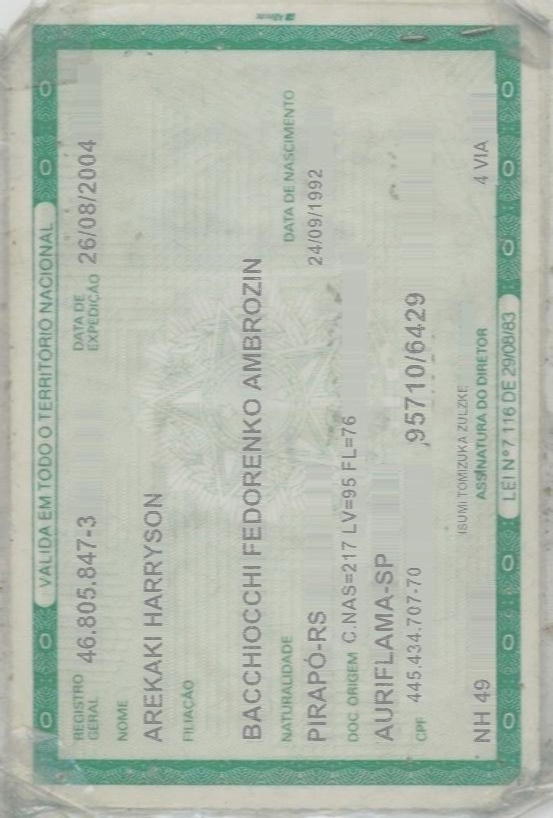 VÁLIDA EM TODO O TERRITÓRIO NACIONAL
REGISTRO GERAL 46.805.847-3 DATA DE EXPEDIÇÃO 26/08/2004
NOME
AREKAKI HARRYSON
FILIAÇÃO
BACCHIOCCHI FEDORENKO AMBROZIN
NATURALIDADE DATA DE NASCIMENTO
PIRAPÓ-RS 24/09/1992
DOC ORIGEM C.NAS=217 LV=95 FL=76
AURIFLAMA-SP
CPF 445.434.707-70 95710/6429
ISUMI TOMIZUKA ZULZKE
NH 49 ASSINATURA DO DIRETOR 4 VIA
LEI Nº 7 116 DE 29/08/83